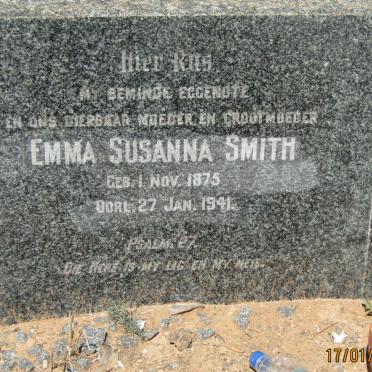 Hier Rus
MY BEMINDE EGGENOTE
EN ONS DIERBAAR MOEDER EN GROOTMOEDER
EMMA SUSANNA SMITH
GEB. 1 NOV. 1875
OORL. 27 JAN. 1941.
PSALM. 27.
DIE HERE IS MY LIG EN MY HEIL.
17/01/